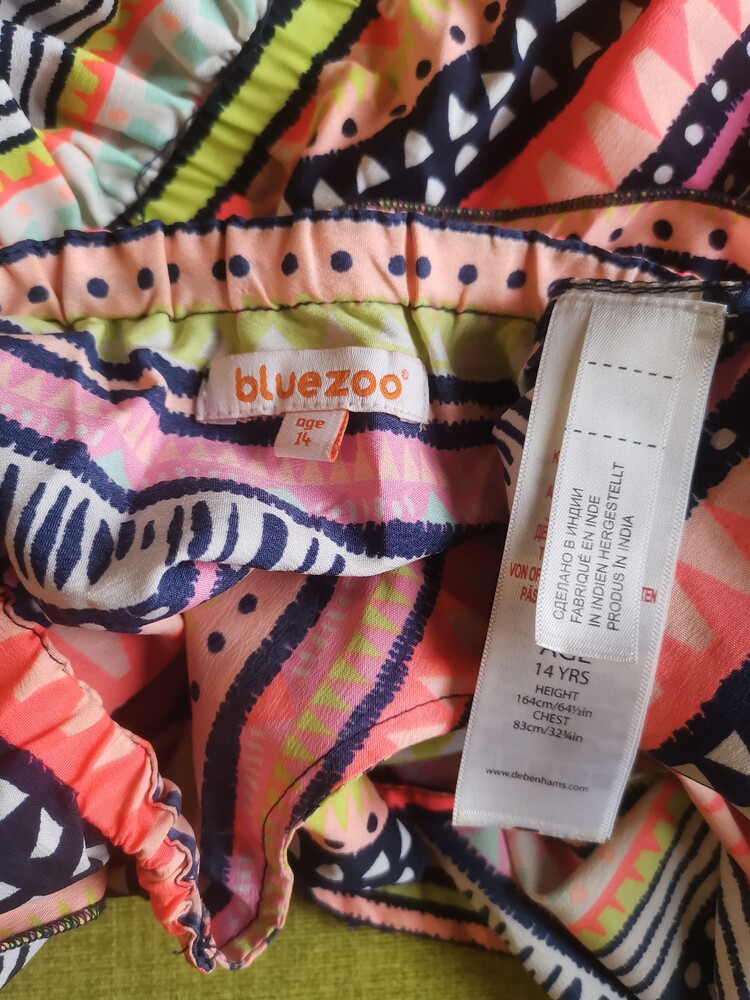 bluezoo®
age
14
СДЕЛАНО В ИНДИИ
FABRIQUÉ EN INDE
IN INDIEN HERGESTELLT
PRODUS IN INDIA
AGE
14 YRS
HEIGHT
164cm/64½in
CHEST
83cm/32¾in
www.debenhams.com